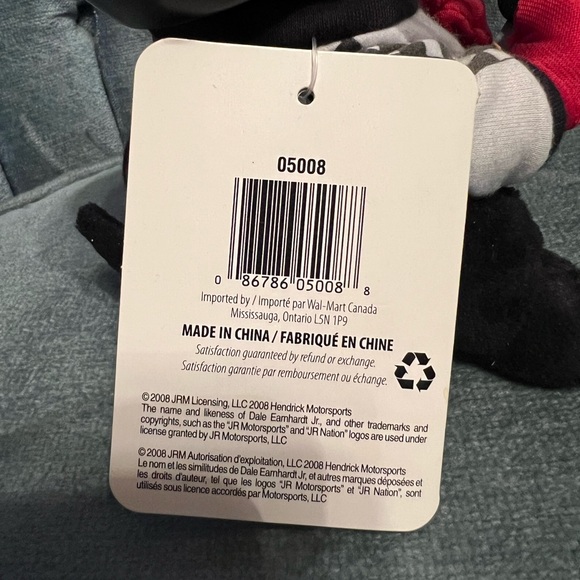 05008
0 86786 05008 8
Imported by / Importé par Wal-Mart Canada
Mississauga, Ontario L5N 1P9
MADE IN CHINA / FABRIQUÉ EN CHINE
Satisfaction guaranteed by refund or exchange.
Satisfaction garantie par remboursement ou échange.
©2008 JRM Licensing, LLC 2008 Hendrick Motorsports
The name and likeness of Dale Earnhardt Jr., and other trademarks and
copyrights, such as the "JR Motorsports" and "JR Nation" logos are used under
license granted by JR Motorsports, LLC
©2008 JRM Autorisation d'exploitation, LLC 2008 Hendrick Motorsports
Le nom et les similitudes de Dale Earnhardt Jr, et autres marques déposées et
les droits d'auteur, tel que les logos "JR Motorsports" et "JR Nation", sont
utilisés sous licence accordés par Motorsports, LLC